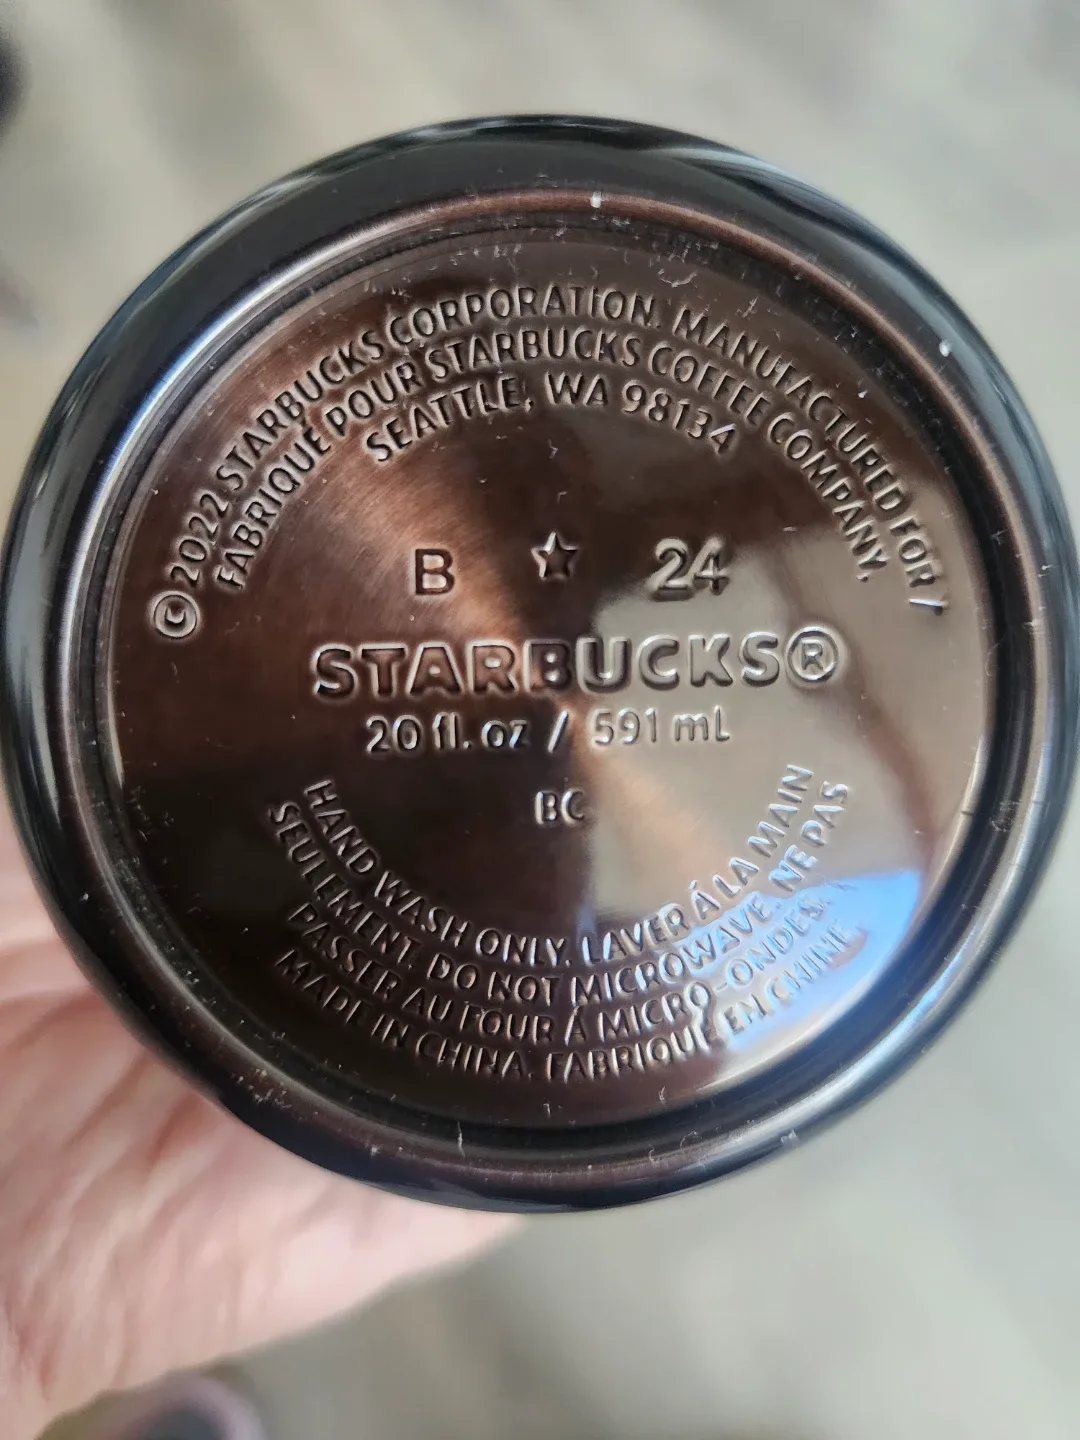 ©2022 STARBUCKS CORPORATION. MANUFACTURED FOR /
FABRIQUÉ POUR STARBUCKS COFFEE COMPANY,
SEATTLE, WA 98134
B ☆ 24
STARBUCKS®
20 fl. oz / 591 mL
BC
HAND WASH ONLY. LAVER Á LA MAIN
SEULEMENT. DO NOT MICROWAVE. NE PAS
PASSER AU FOUR Á MICRO-ONDES.
MADE IN CHINA. FABRIQUÉ EN CHINE.